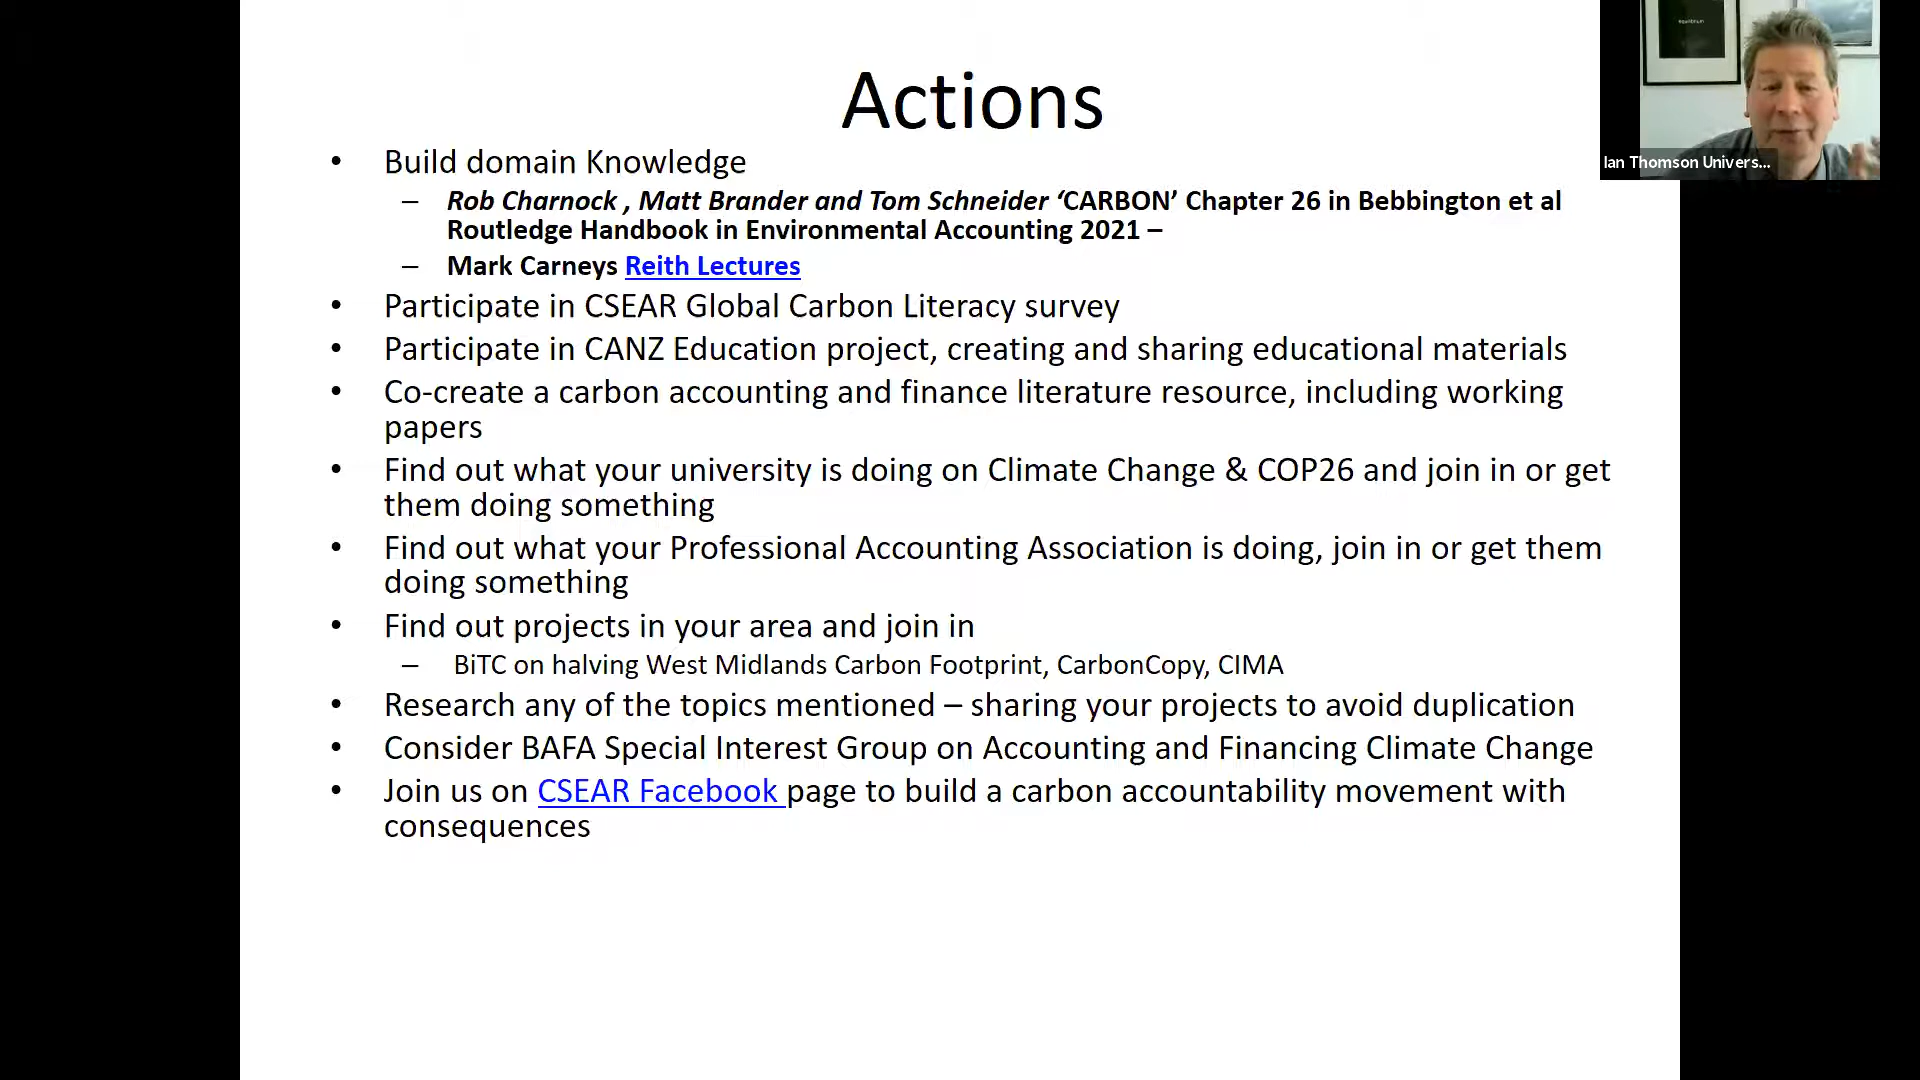 Actions
• Build domain Knowledge
– Rob Charnock , Matt Brander and Tom Schneider ‘CARBON’ Chapter 26 in Bebbington et al
Routledge Handbook in Environmental Accounting 2021 –
– Mark Carneys Reith Lectures
• Participate in CSEAR Global Carbon Literacy survey
• Participate in CANZ Education project, creating and sharing educational materials
• Co-create a carbon accounting and finance literature resource, including working
papers
• Find out what your university is doing on Climate Change & COP26 and join in or get
them doing something
• Find out what your Professional Accounting Association is doing, join in or get them
doing something
• Find out projects in your area and join in
– BiTC on halving West Midlands Carbon Footprint, CarbonCopy, CIMA
• Research any of the topics mentioned – sharing your projects to avoid duplication
• Consider BAFA Special Interest Group on Accounting and Financing Climate Change
• Join us on CSEAR Facebook page to build a carbon accountability movement with
consequences
Ian Thomson Univers...